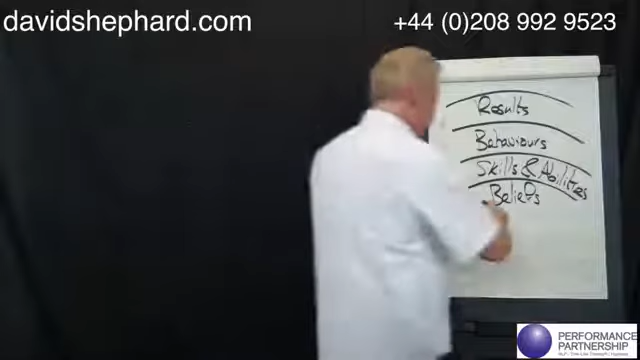 davidshephard.com
+44 (0)208 992 9523
Results
Behaviours
Skills & Abilities
Beliefs
PERFORMANCE
PARTNERSHIP